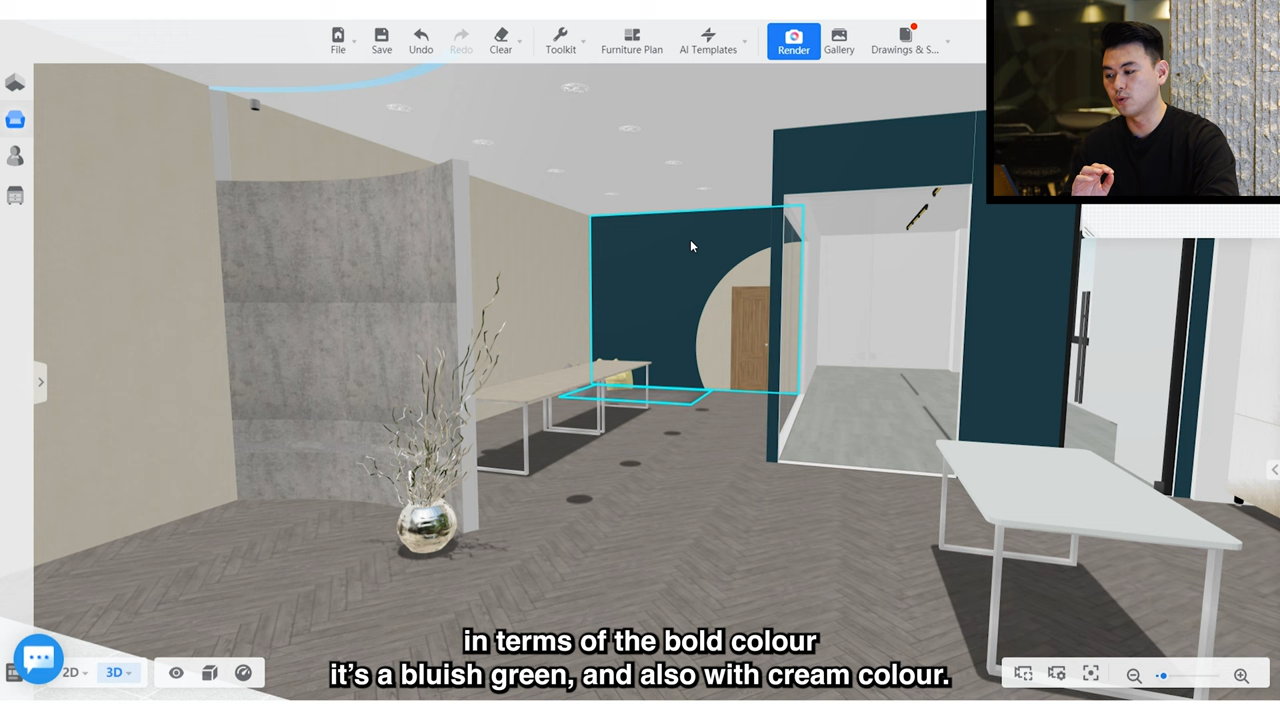 File
Save
Undo
Redo
Clear
Toolkit
Furniture Plan
AI Templates
Render
Gallery
Drawings & S...
in terms of the bold colour
it's a bluish green, and also with cream colour.
2D
3D